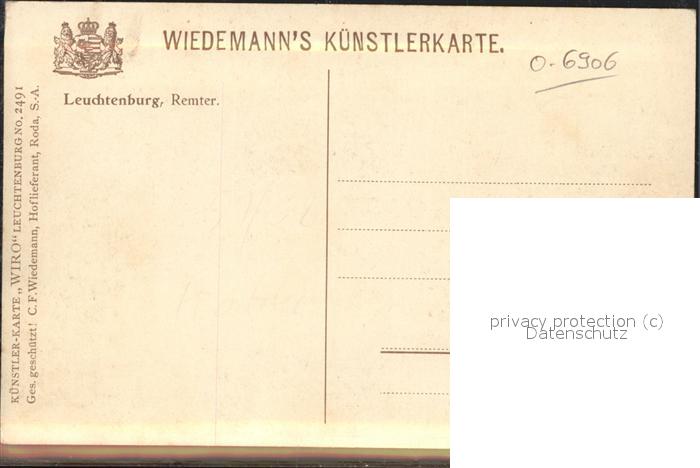 WIEDEMANN'S KÜNSTLERKARTE.
O-6906
Leuchtenburg, Remter.
KÜNSTLER-KARTE „WIRO“ LEUCHTENBURG NO. 2491
Ges. geschützt! C. F. Wiedemann, Hoflieferant, Roda, S.-A.
privacy protection (c)
Datenschutz